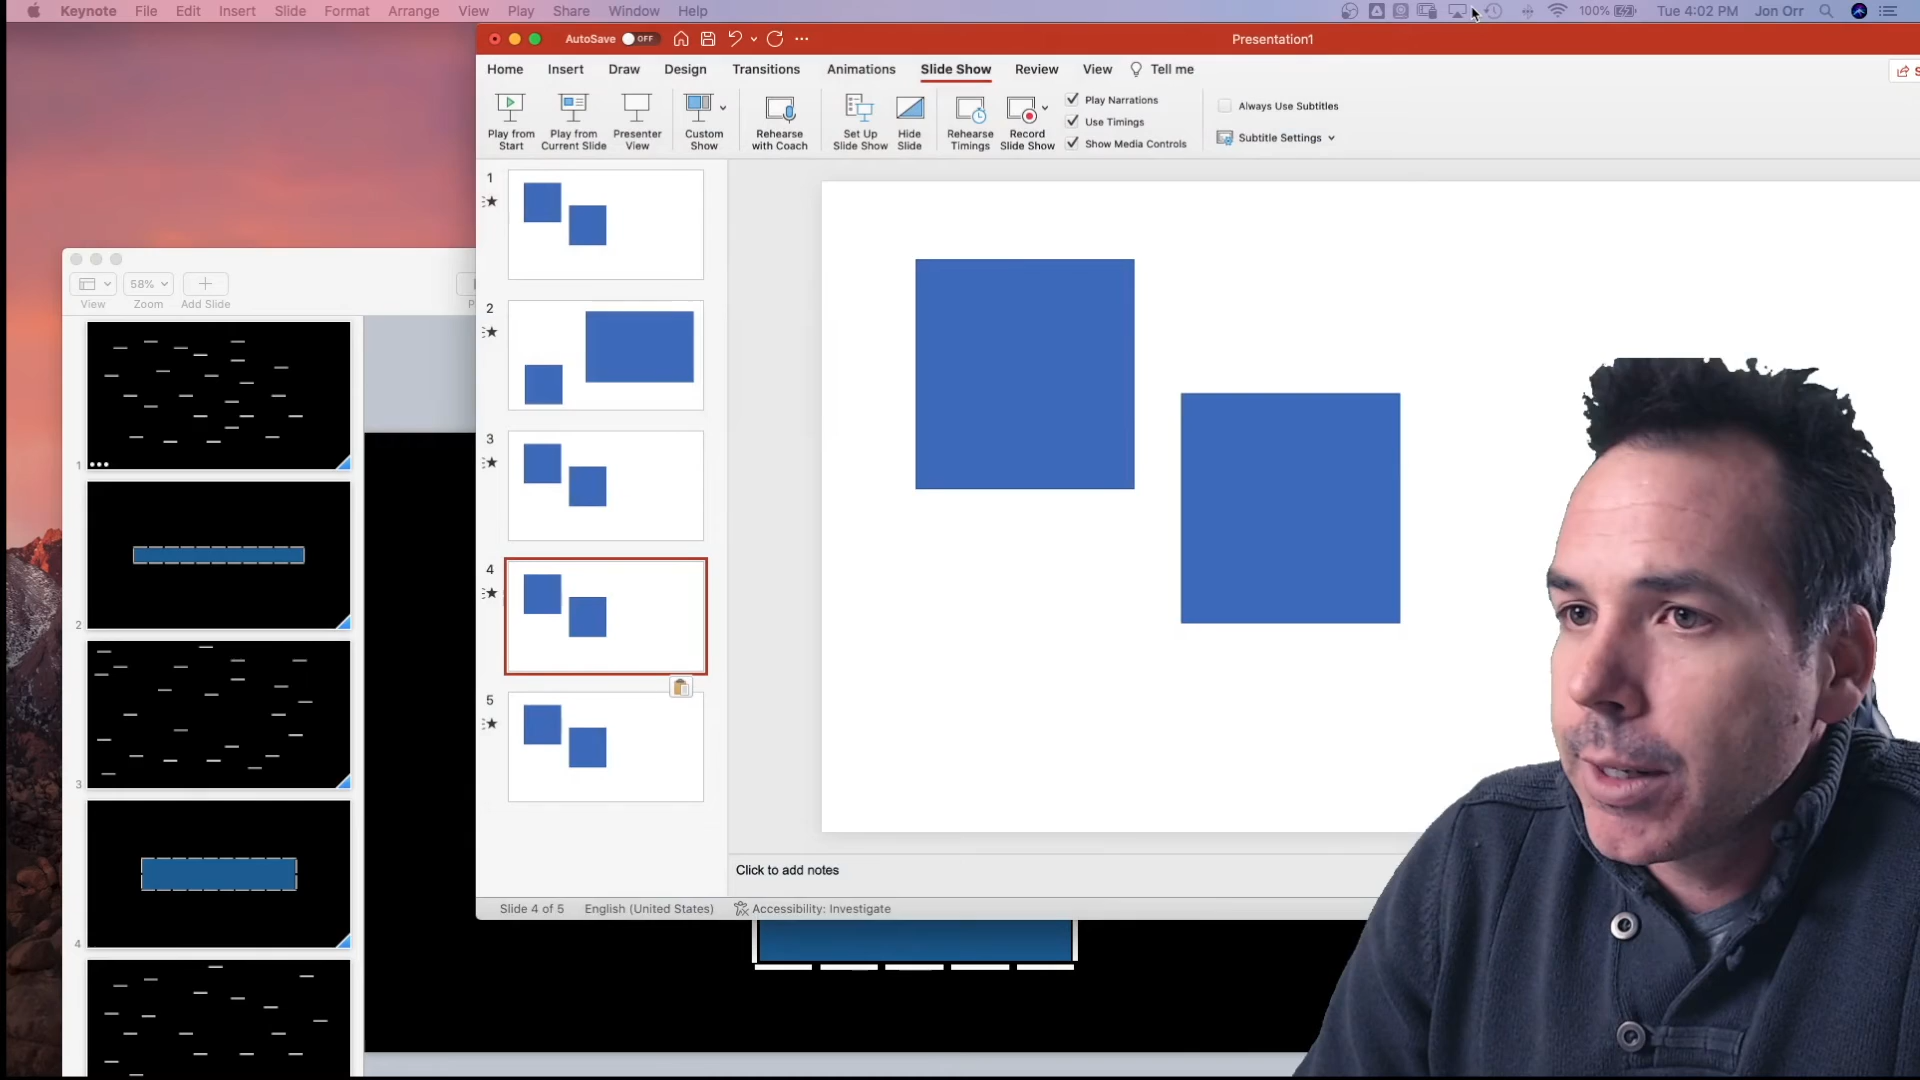 Keynote File Edit Insert Slide Format Arrange View Play Share Window Help 100% Tue 4:02 PM Jon Orr
AutoSave OFF Presentation1
Home Insert Draw Design Transitions Animations Slide Show Review View Tell me
Play from Start
Play from Current Slide
Presenter View
Custom Show
Rehearse with Coach
Set Up Slide Show
Hide Slide
Rehearse Timings
Record Slide Show
Play Narrations
Use Timings
Show Media Controls
Always Use Subtitles
Subtitle Settings
1
2
3
4
5
58%
View Zoom Add Slide
1
2
3
4
Click to add notes
Slide 4 of 5 English (United States) Accessibility: Investigate